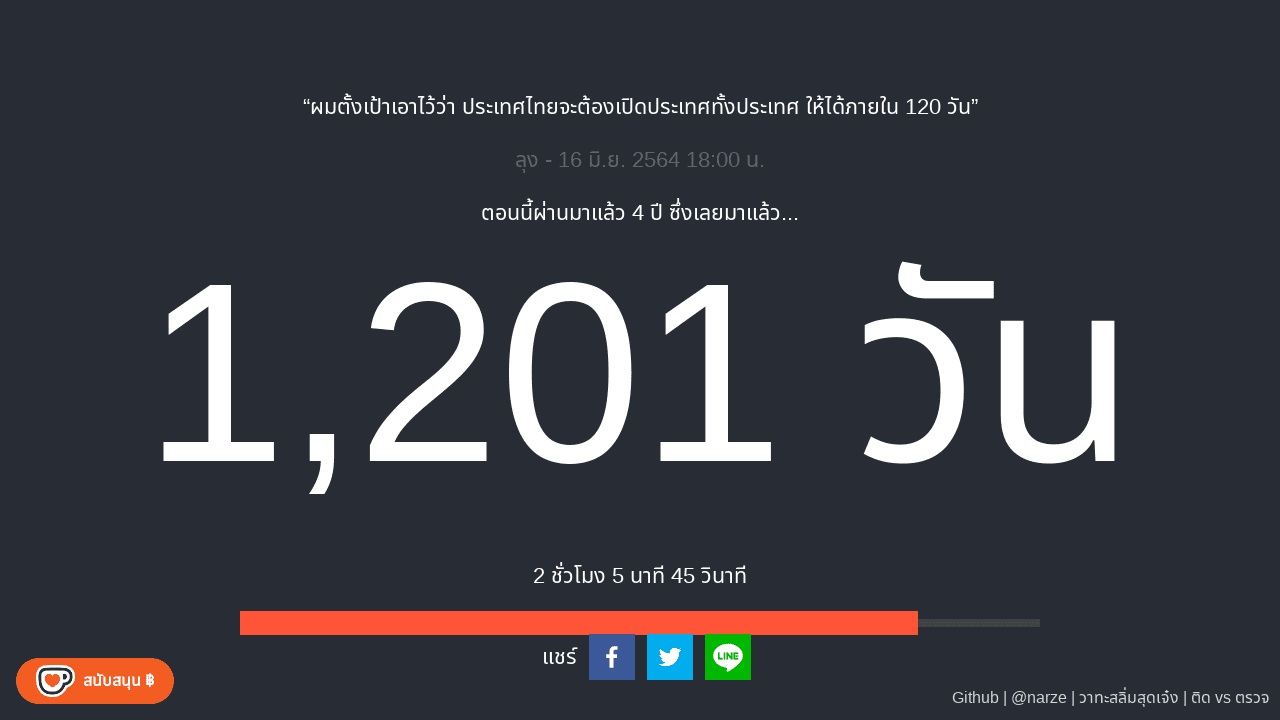 “ผมตั้งเป้าเอาไว้ว่า ประเทศไทยจะต้องเปิดประเทศทั้งประเทศ ให้ได้ภายใน 120 วัน”
ลุง - 16 มิ.ย. 2564 18:00 น.
ตอนนี้ผ่านมาแล้ว 4 ปี ซึ่งเลยมาแล้ว...
1,201 วัน
2 ชั่วโมง 5 นาที 45 วินาที
แชร์
LINE
สนับสนุน ฿
Github | @narze | วาทะสลิ่มสุดเจ๋ง | ติด vs ตรวจ